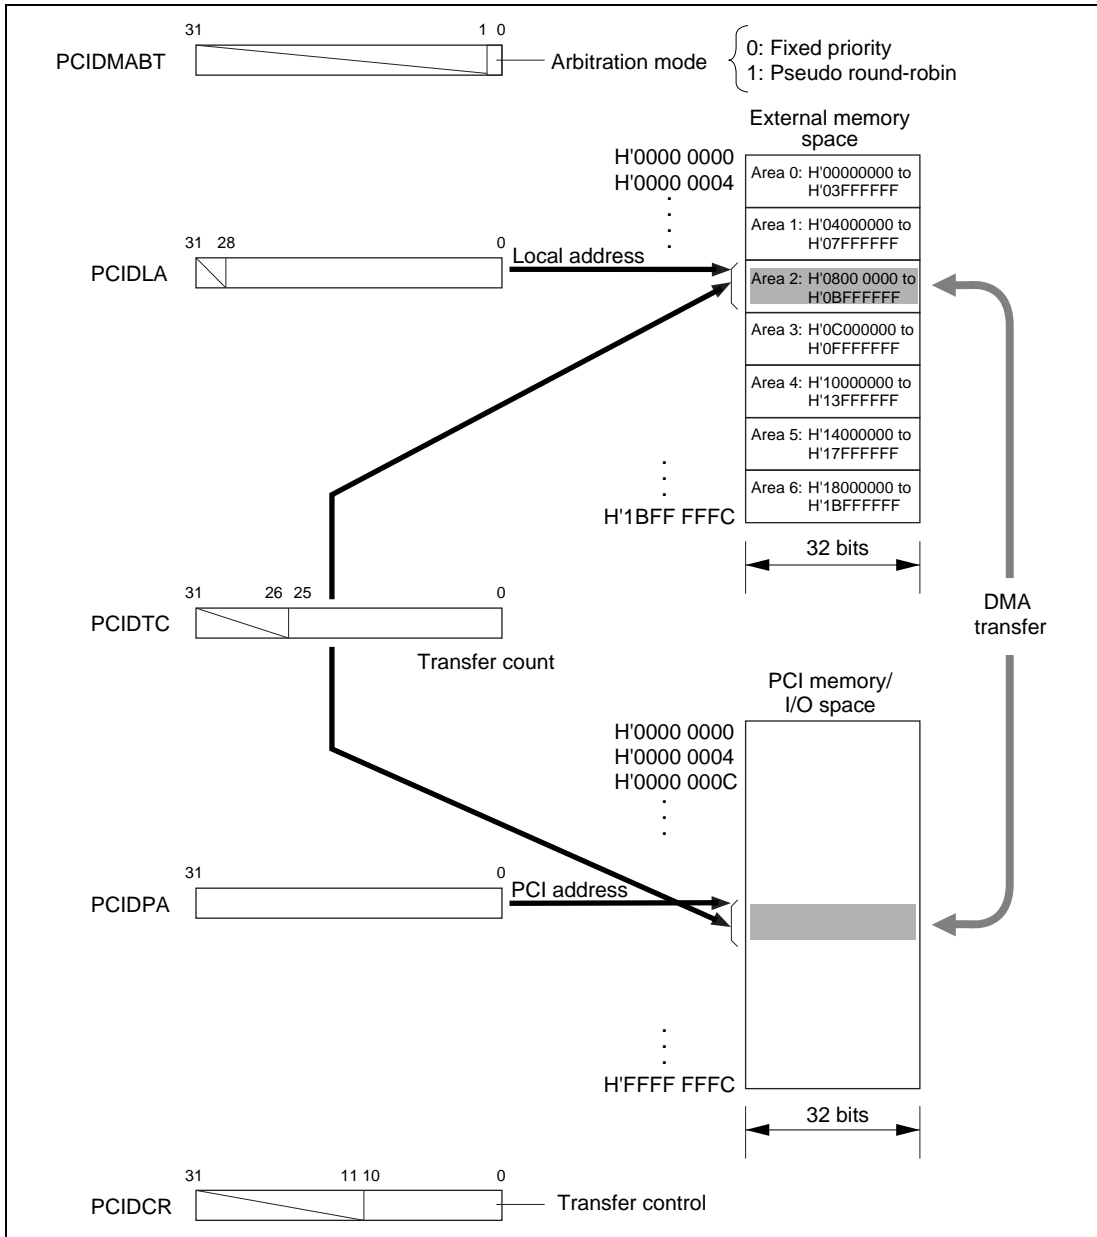 31 1 0
PCIDMABT
Arbitration mode
0: Fixed priority
1: Pseudo round-robin
External memory
space
H'0000 0000
H'0000 0004
Area 0: H'00000000 to
H'03FFFFFF
Area 1: H'04000000 to
H'07FFFFFF
31 28 0
PCIDLA
Local address
Area 2: H'0800 0000 to
H'0BFFFFFF
Area 3: H'0C000000 to
H'0FFFFFFF
Area 4: H'10000000 to
H'13FFFFFF
Area 5: H'14000000 to
H'17FFFFFF
Area 6: H'18000000 to
H'1BFFFFFF
H'1BFF FFFC
32 bits
31 26 25 0
PCIDTC
Transfer count
DMA
transfer
PCI memory/
I/O space
H'0000 0000
H'0000 0004
H'0000 000C
31 0
PCIDPA
PCI address
H'FFFF FFFC
32 bits
31 11 10 0
PCIDCR
Transfer control